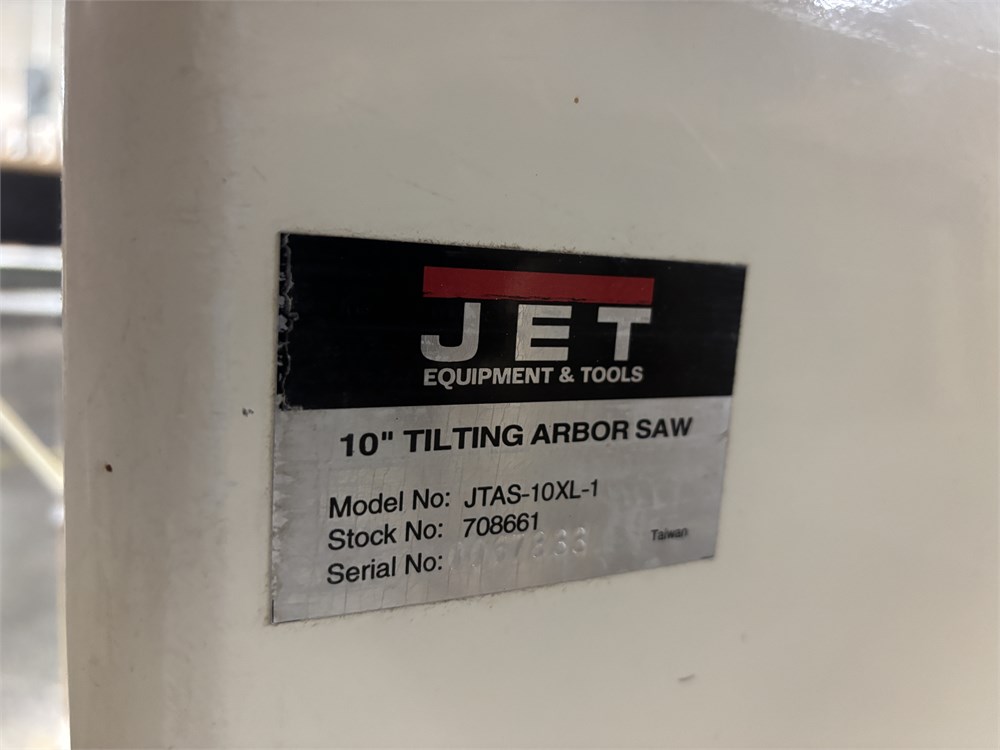 JET
EQUIPMENT & TOOLS
10" TILTING ARBOR SAW
Model No: JTAS-10XL-1
Stock No: 708661
Serial No:
Taiwan